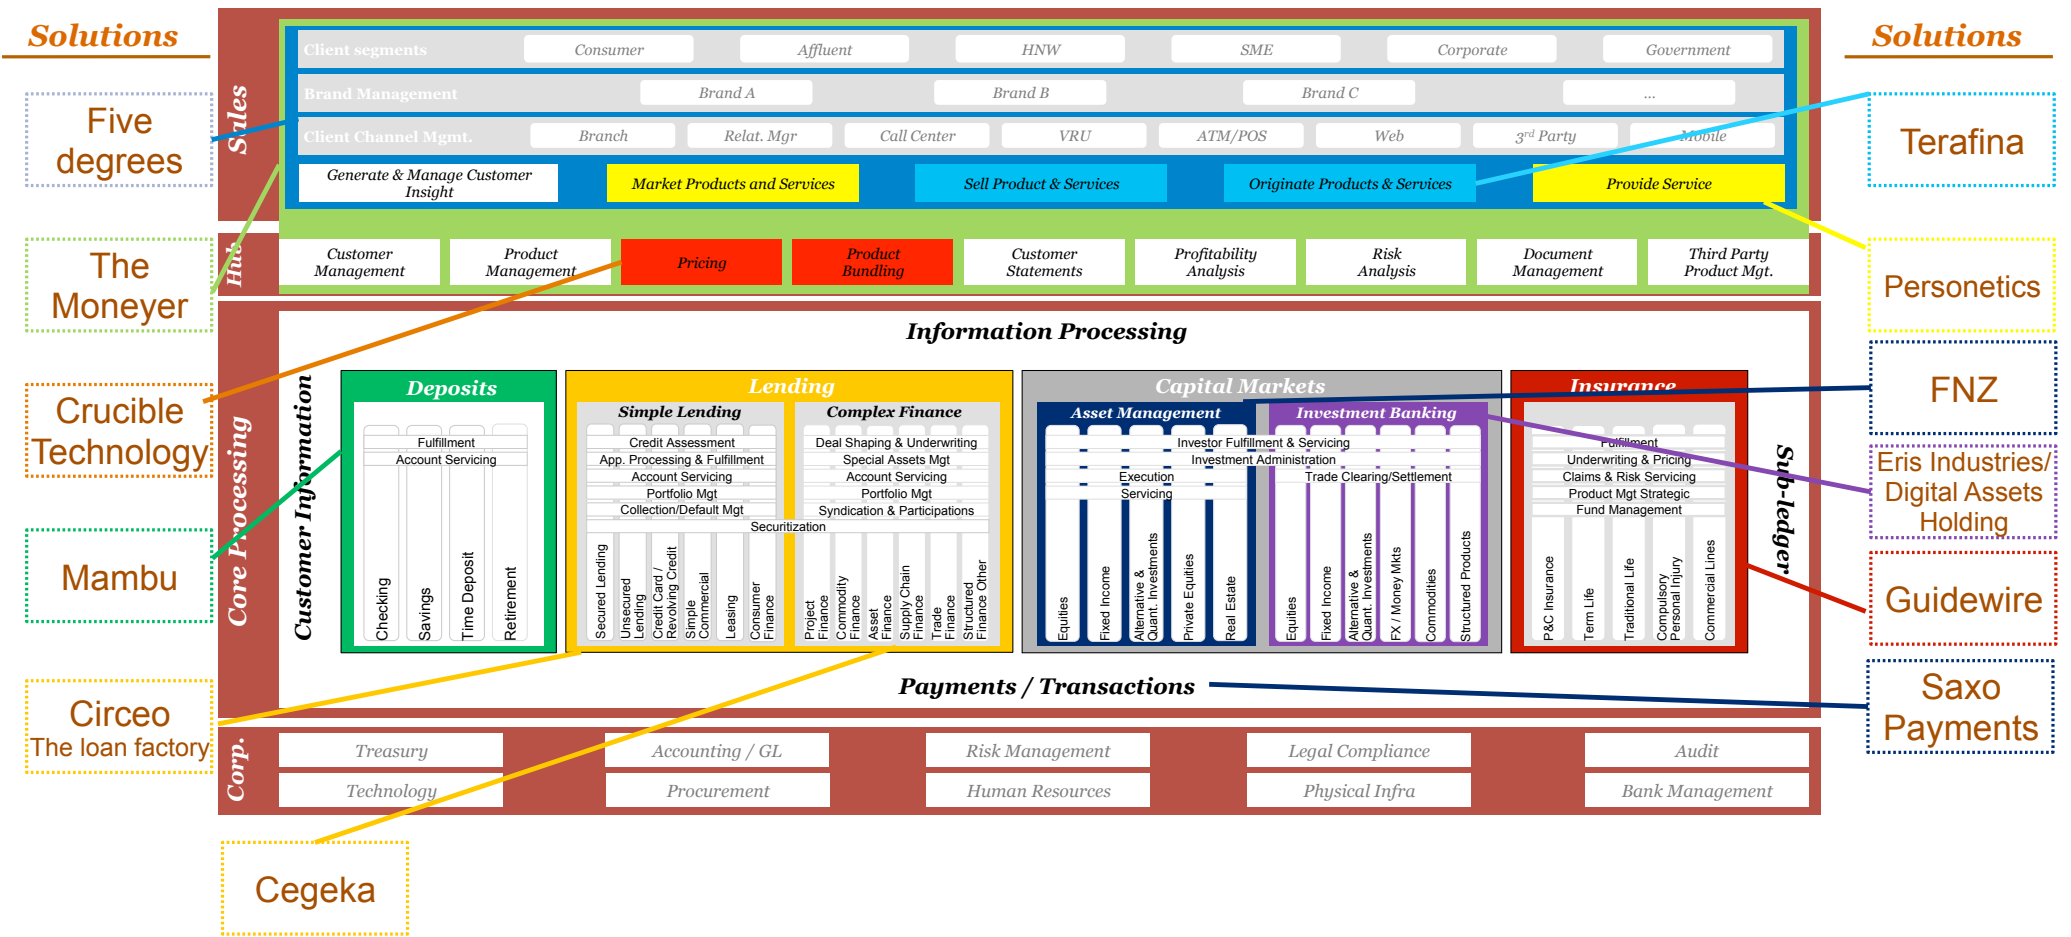 Solutions
Solutions
Five
degrees
The
Moneyer
Crucible
Technology
Mambu
Circeo
The loan factory
Cegeka
Sales
Client segments
Consumer
Affluent
HNW
SME
Corporate
Government
Brand Management
Brand A
Brand B
Brand C
...
Client Channel Mgmt.
Branch
Relat. Mgr
Call Center
VRU
ATM/POS
Web
3rd Party
Mobile
Generate & Manage Customer
Insight
Market Products and Services
Sell Product & Services
Originate Products & Services
Provide Service
Hub
Customer
Management
Product
Management
Pricing
Product
Bundling
Customer
Statements
Profitability
Analysis
Risk
Analysis
Document
Management
Third Party
Product Mgt.
Core Processing
Information Processing
Customer Information
Deposits
Fulfillment
Account Servicing
Checking
Savings
Time Deposit
Retirement
Lending
Simple Lending
Credit Assessment
App. Processing & Fulfillment
Account Servicing
Portfolio Mgt
Collection/Default Mgt
Complex Finance
Deal Shaping & Underwriting
Special Assets Mgt
Account Servicing
Portfolio Mgt
Syndication & Participations
Securitization
Secured Lending
Unsecured
Lending
Credit Card /
Revolving Credit
Simple
Commercial
Leasing
Consumer
Finance
Project
Finance
Commodity
Finance
Asset
Finance
Supply Chain
Finance
Trade
Finance
Structured
Finance Other
Capital Markets
Asset Management
Investment Banking
Investor Fulfillment & Servicing
Investment Administration
Execution
Trade Clearing/Settlement
Servicing
Equities
Fixed Income
Alternative &
Quant. Investments
Private Equities
Real Estate
Equities
Fixed Income
Alternative &
Quant. Investments
FX / Money Mkts
Commodities
Structured Products
Insurance
Fulfillment
Underwriting & Pricing
Claims & Risk Servicing
Product Mgt Strategic
Fund Management
P&C Insurance
Term Life
Traditional Life
Compulsory
Personal Injury
Commercial Lines
Sub-ledger
Payments / Transactions
Corp.
Treasury
Accounting / GL
Risk Management
Legal Compliance
Audit
Technology
Procurement
Human Resources
Physical Infra
Bank Management
Terafina
Personetics
FNZ
Eris Industries/
Digital Assets
Holding
Guidewire
Saxo
Payments